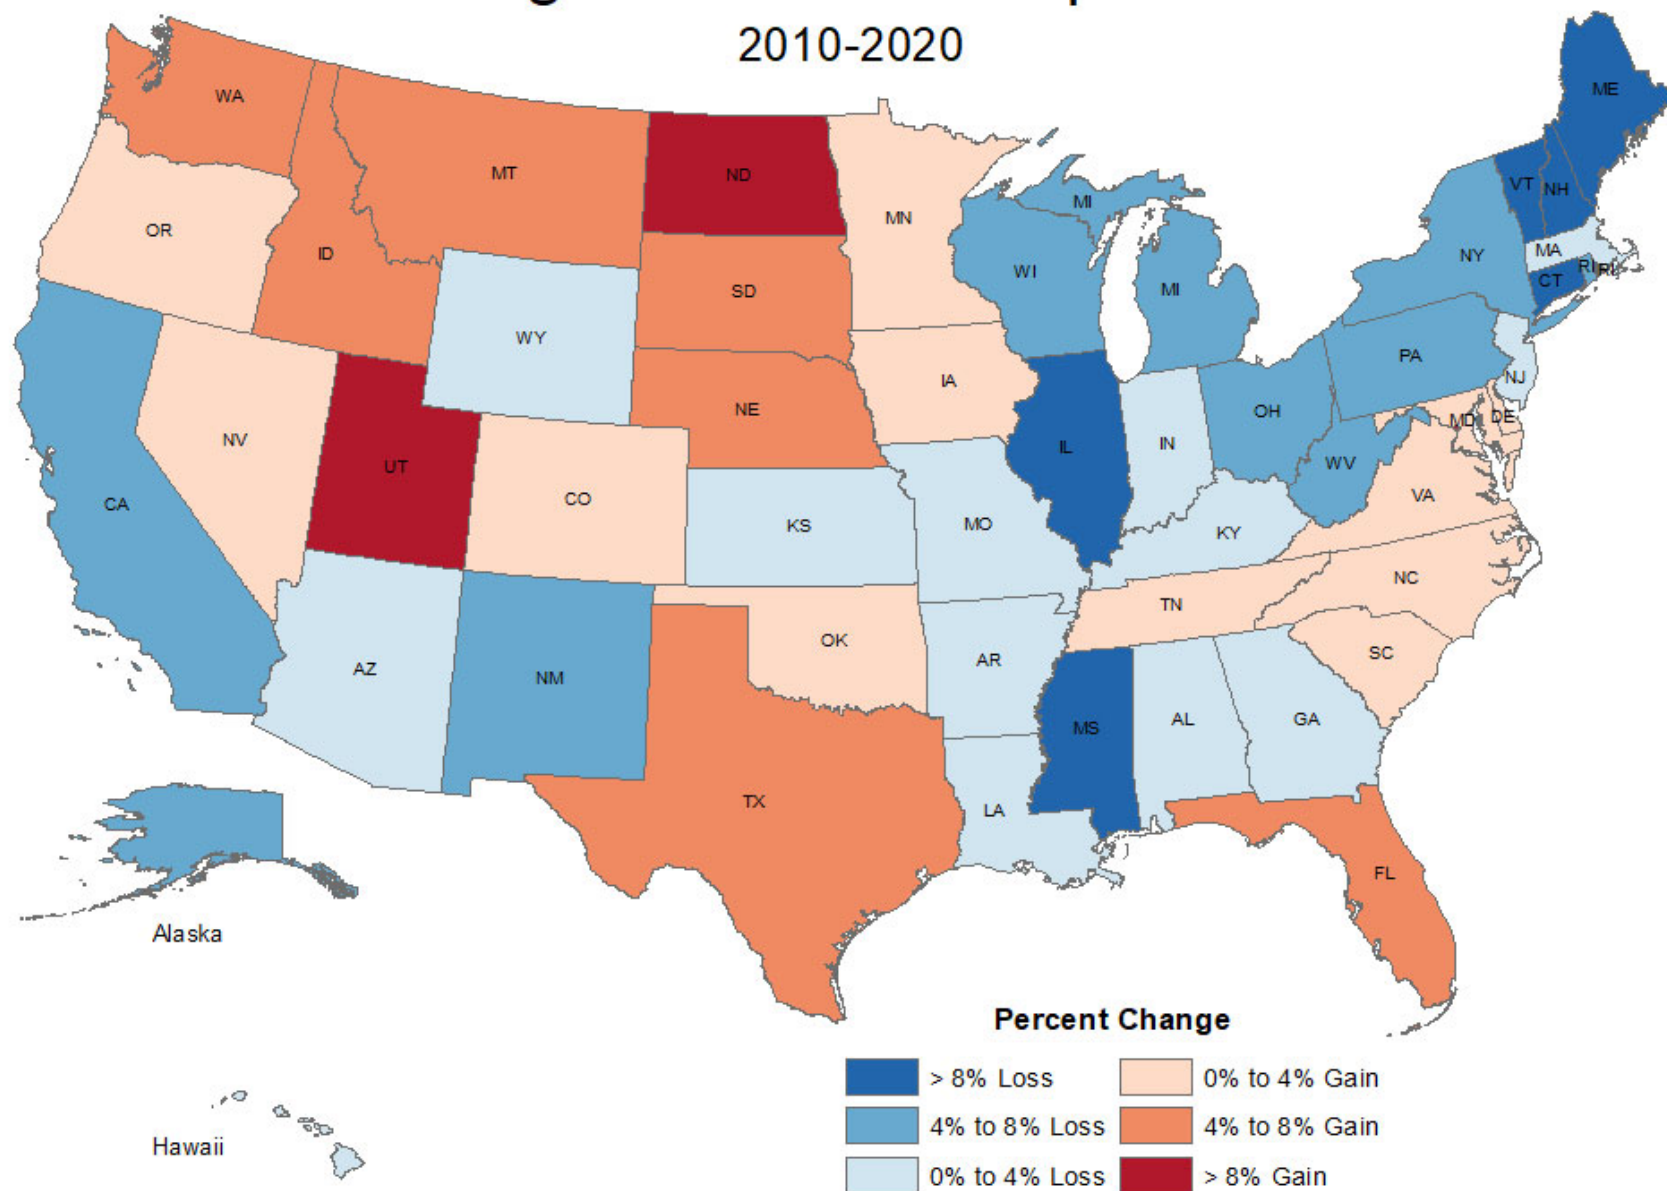 2010-2020
WA
MT
ND
MN
ME
VT
NH
OR
ID
SD
WI
MI
MI
NY
MA
RI
RI
CT
WY
IA
NE
PA
NJ
NV
UT
CO
CA
KS
MO
IL
IN
OH
WV
MD
DE
VA
KY
NC
TN
SC
OK
AR
AZ
NM
MS
AL
GA
TX
LA
FL
Alaska
Hawaii
Percent Change
> 8% Loss
0% to 4% Gain
4% to 8% Loss
4% to 8% Gain
0% to 4% Loss
> 8% Gain